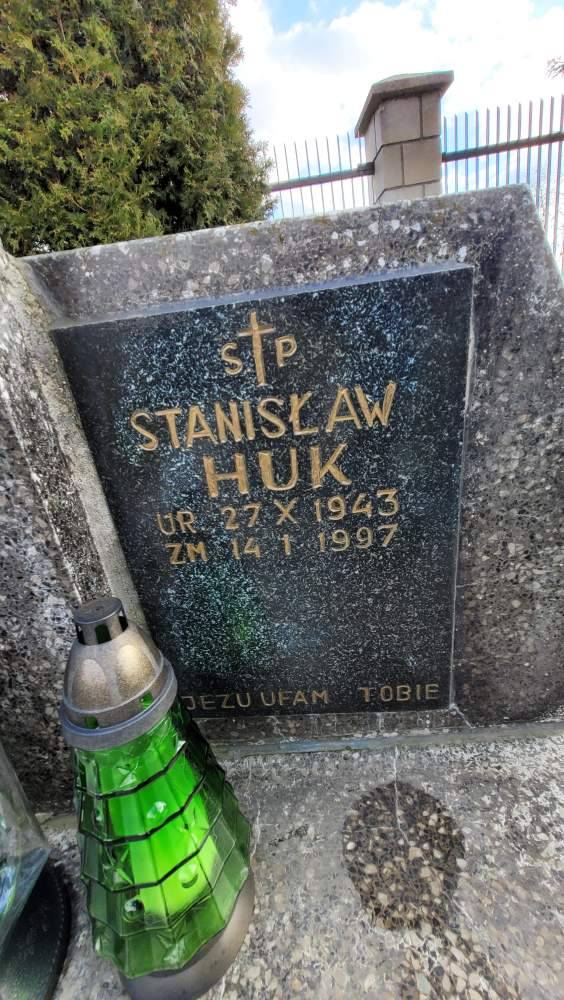 S P
STANISŁAW
HUK
UR 27 X 1943
ZM 14 I 1997
JEZU UFAM TOBIE